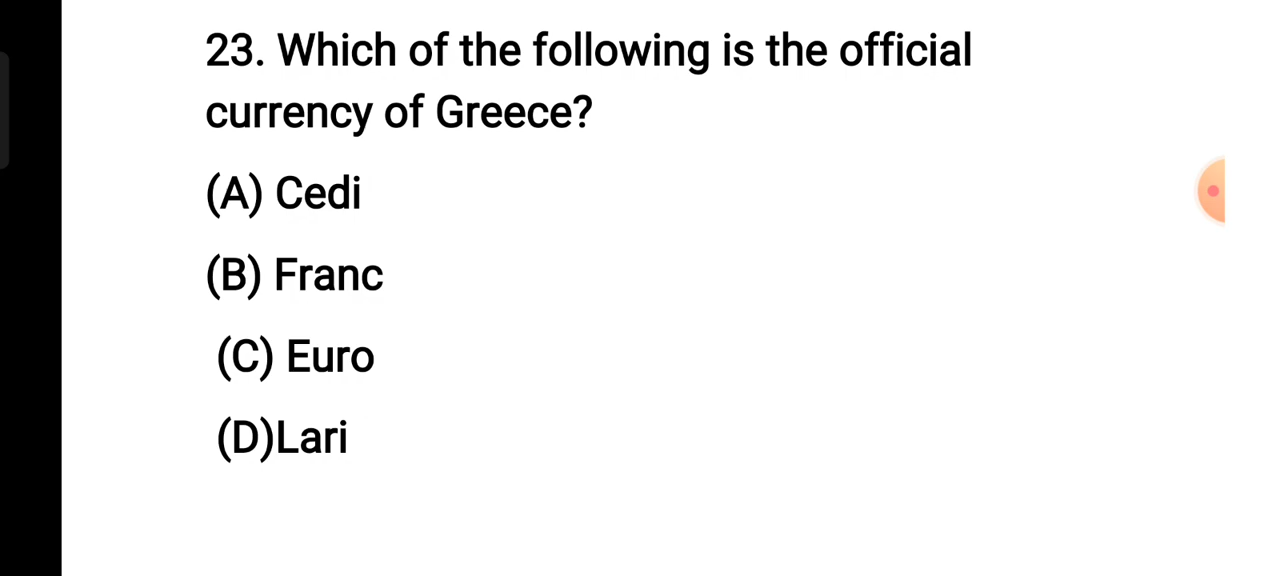 23. Which of the following is the official
currency of Greece?
(A) Cedi
(B) Franc
(C) Euro
(D)Lari